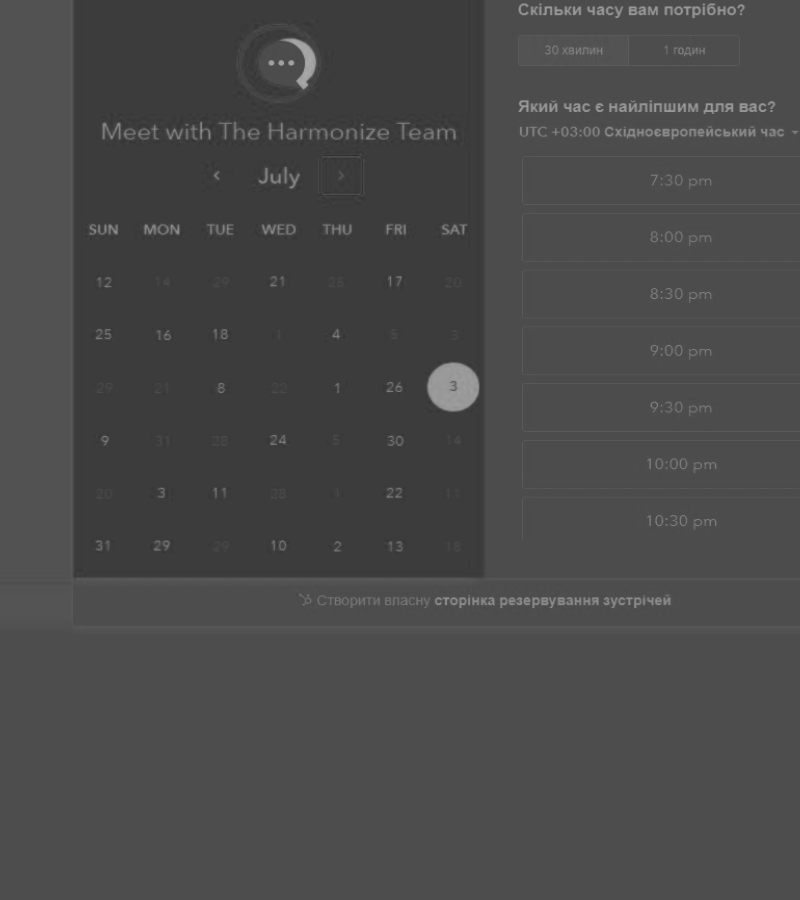 Meet with The Harmonize Team
July
SUN MON TUE WED THU FRI SAT
12 14 29 21 25 17 20
25 16 18 1 4 5 3
29 21 8 22 1 26 3
9 31 28 24 5 30 14
20 3 11 28 1 22 11
31 29 29 10 2 13 18
Скільки часу вам потрібно?
30 хвилин 1 годин
Який час є найліпшим для вас?
UTC +03:00 Східноєвропейський час
7:30 pm
8:00 pm
8:30 pm
9:00 pm
9:30 pm
10:00 pm
10:30 pm
Створити власну сторінка резервування зустрічей